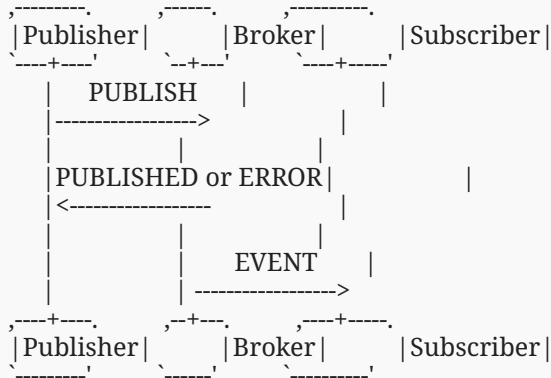 ,---------.          ,------.          ,----------.
|Publisher|          |Broker|          |Subscriber|
`----+----'          `--+---'          `----+-----'
|     PUBLISH      |                  |
|------------------>                  |
|                  |                  |
|PUBLISHED or ERROR|                  |
|<------------------                  |
|                  |                  |
|                  |      EVENT       |
|                  | ------------------>
,----+----.          ,--+---.          ,----+-----.
|Publisher|          |Broker|          |Subscriber|
`---------'          `------'          `----------'